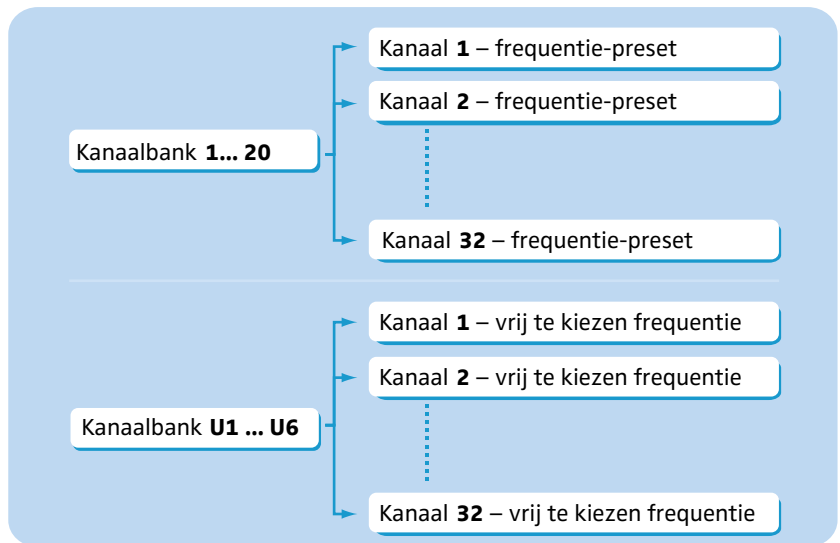 Kanaal 1 – frequentie-preset
Kanaal 2 – frequentie-preset
Kanaalbank 1... 20
Kanaal 32 – frequentie-preset
Kanaal 1 – vrij te kiezen frequentie
Kanaal 2 – vrij te kiezen frequentie
Kanaalbank U1 ... U6
Kanaal 32 – vrij te kiezen frequentie